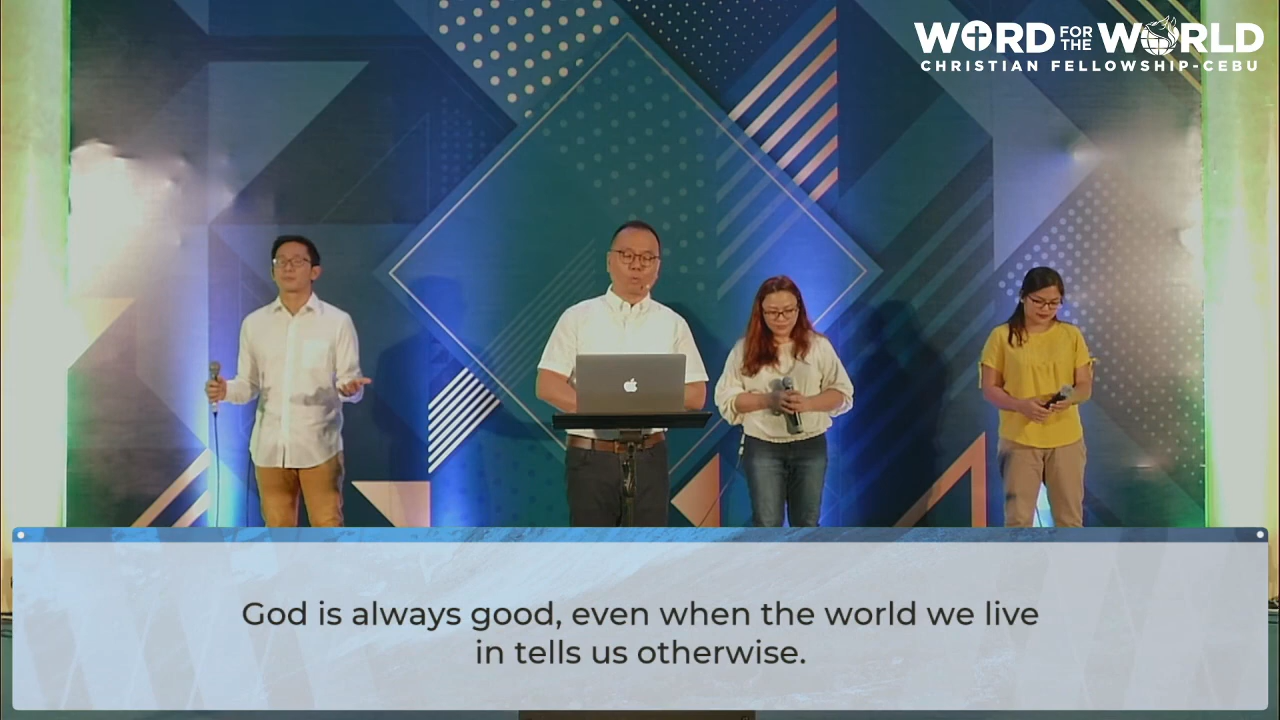 WORD FOR THE WORLD
CHRISTIAN FELLOWSHIP-CEBU
God is always good, even when the world we live
in tells us otherwise.